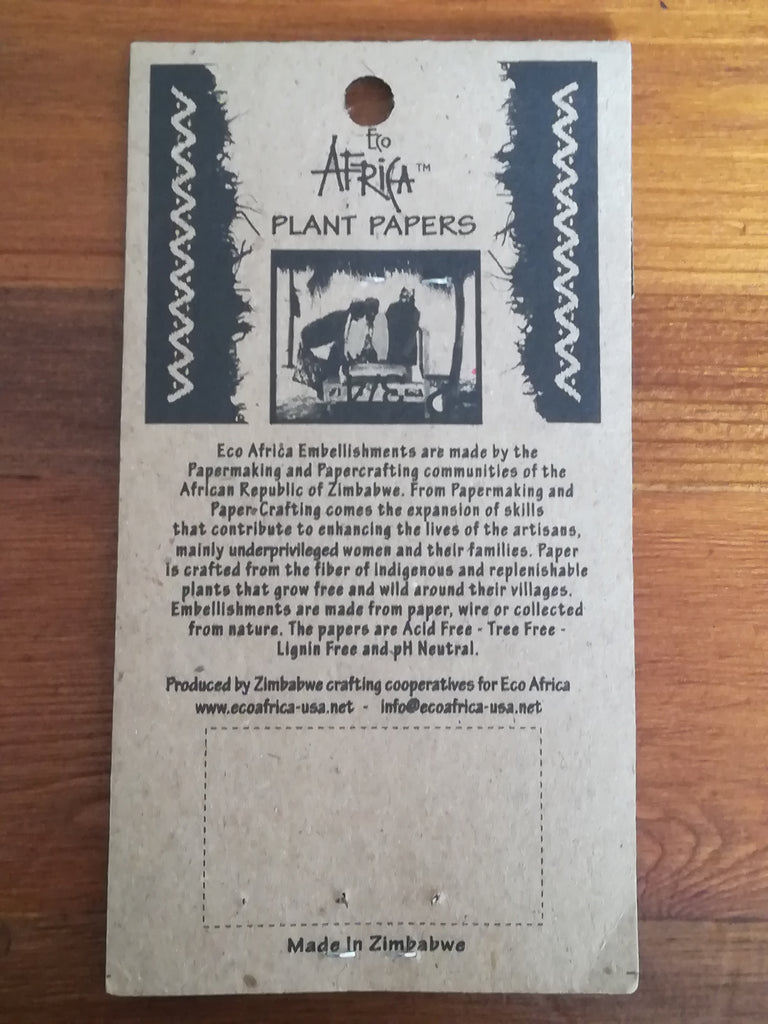 Eco
AFRiCA™
PLANT PAPERS
Eco Africa Embellishments are made by the
Papermaking and Papercrafting communities of the
African Republic of Zimbabwe. From Papermaking and
Paper-Crafting comes the expansion of skills
that contribute to enhancing the lives of the artisans,
mainly underprivileged women and their families. Paper
is crafted from the fiber of indigenous and replenishable
plants that grow free and wild around their villages.
Embellishments are made from paper, wire or collected
from nature. The papers are Acid Free - Tree Free -
Lignin Free and pH Neutral.
Produced by Zimbabwe crafting cooperatives for Eco Africa
www.ecoafrica-usa.net - info@ecoafrica-usa.net
Made in Zimbabwe